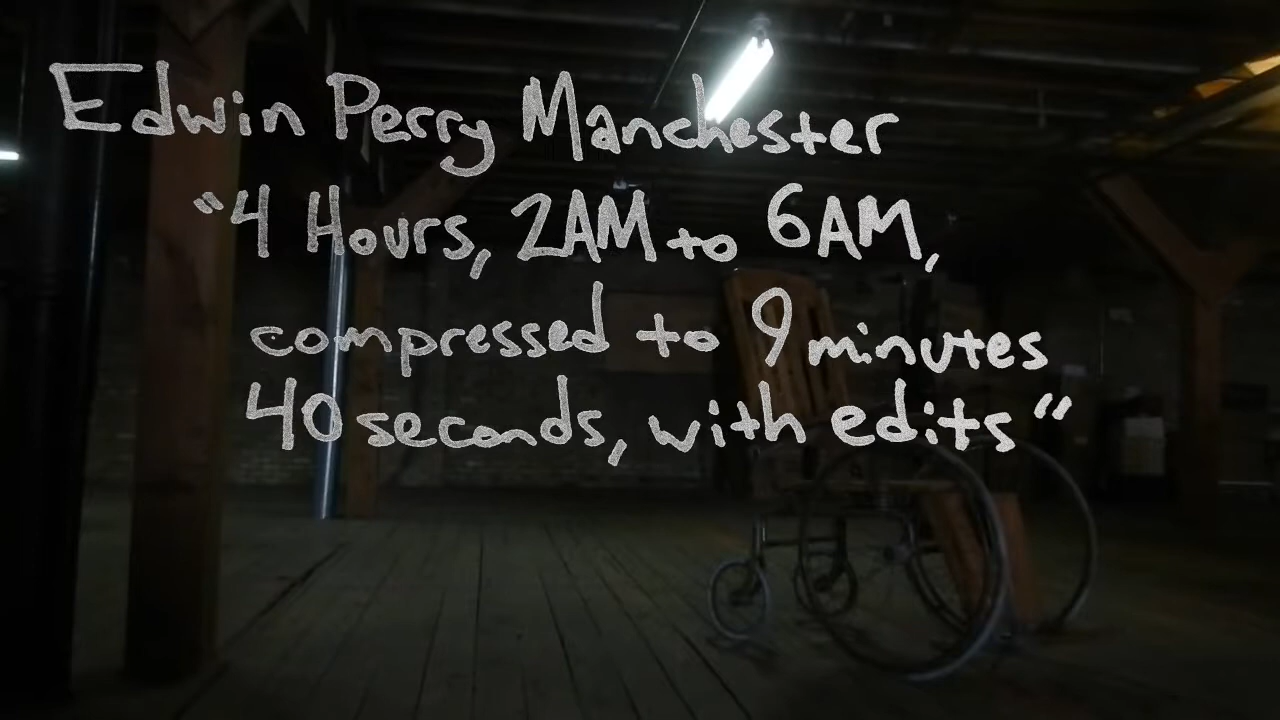 Edwin Perry Manchester
"4 Hours, 2AM to 6AM,
compressed to 9 minutes
40 seconds, with edits"